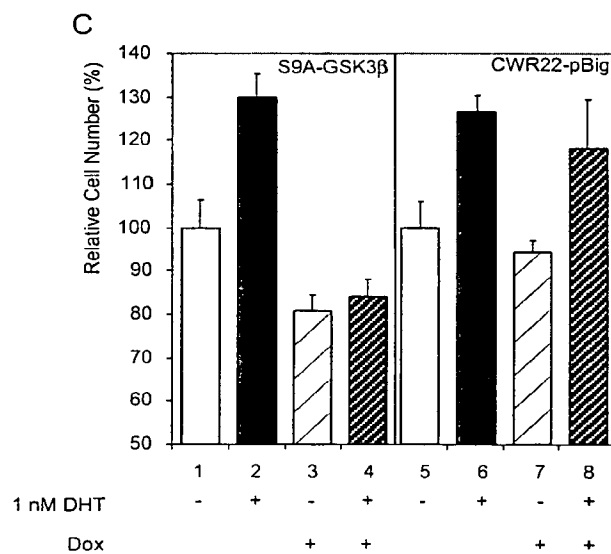 C
Relative Cell Number (%)
140
130
120
110
100
90
80
70
60
50
S9A-GSK3β
CWR22-pBig
1 2 3 4 5 6 7 8
1 nM DHT - + - + - + - +
Dox + + + +